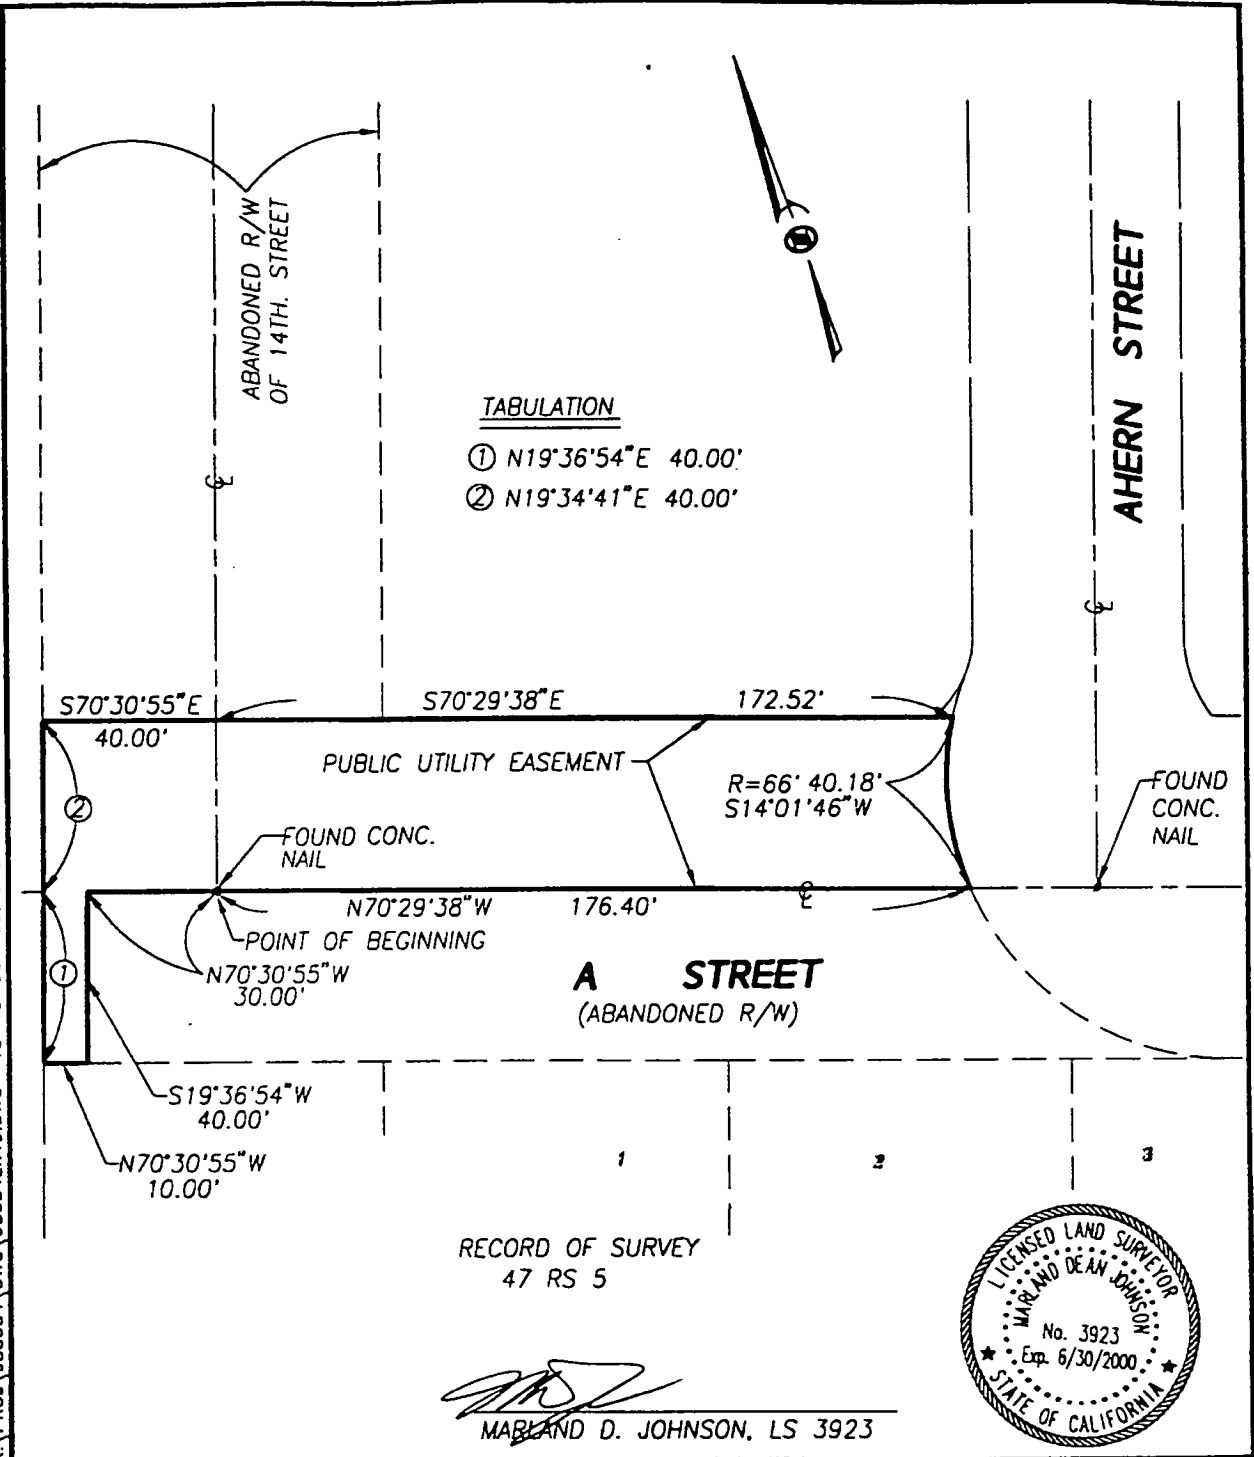 ABANDONED R/W
OF 14TH. STREET
AHERN STREET
TABULATION
① N19°36'54"E 40.00'
② N19°34'41"E 40.00'
℄
℄
S70°30'55"E
40.00'
S70°29'38"E 172.52'
PUBLIC UTILITY EASEMENT
R=66' 40.18'
S14°01'46"W
FOUND
CONC.
NAIL
②
FOUND CONC.
NAIL
℄
N70°29'38"W 176.40'
POINT OF BEGINNING
①
N70°30'55"W
30.00'
A STREET
(ABANDONED R/W)
S19°36'54"W
40.00'
N70°30'55"W
10.00'
1
2
3
RECORD OF SURVEY
47 RS 5
LICENSED LAND SURVEYOR
MARLAND DEAN JOHNSON
No. 3923
Exp. 6/30/2000
STATE OF CALIFORNIA
MARLAND D. JOHNSON, LS 3923